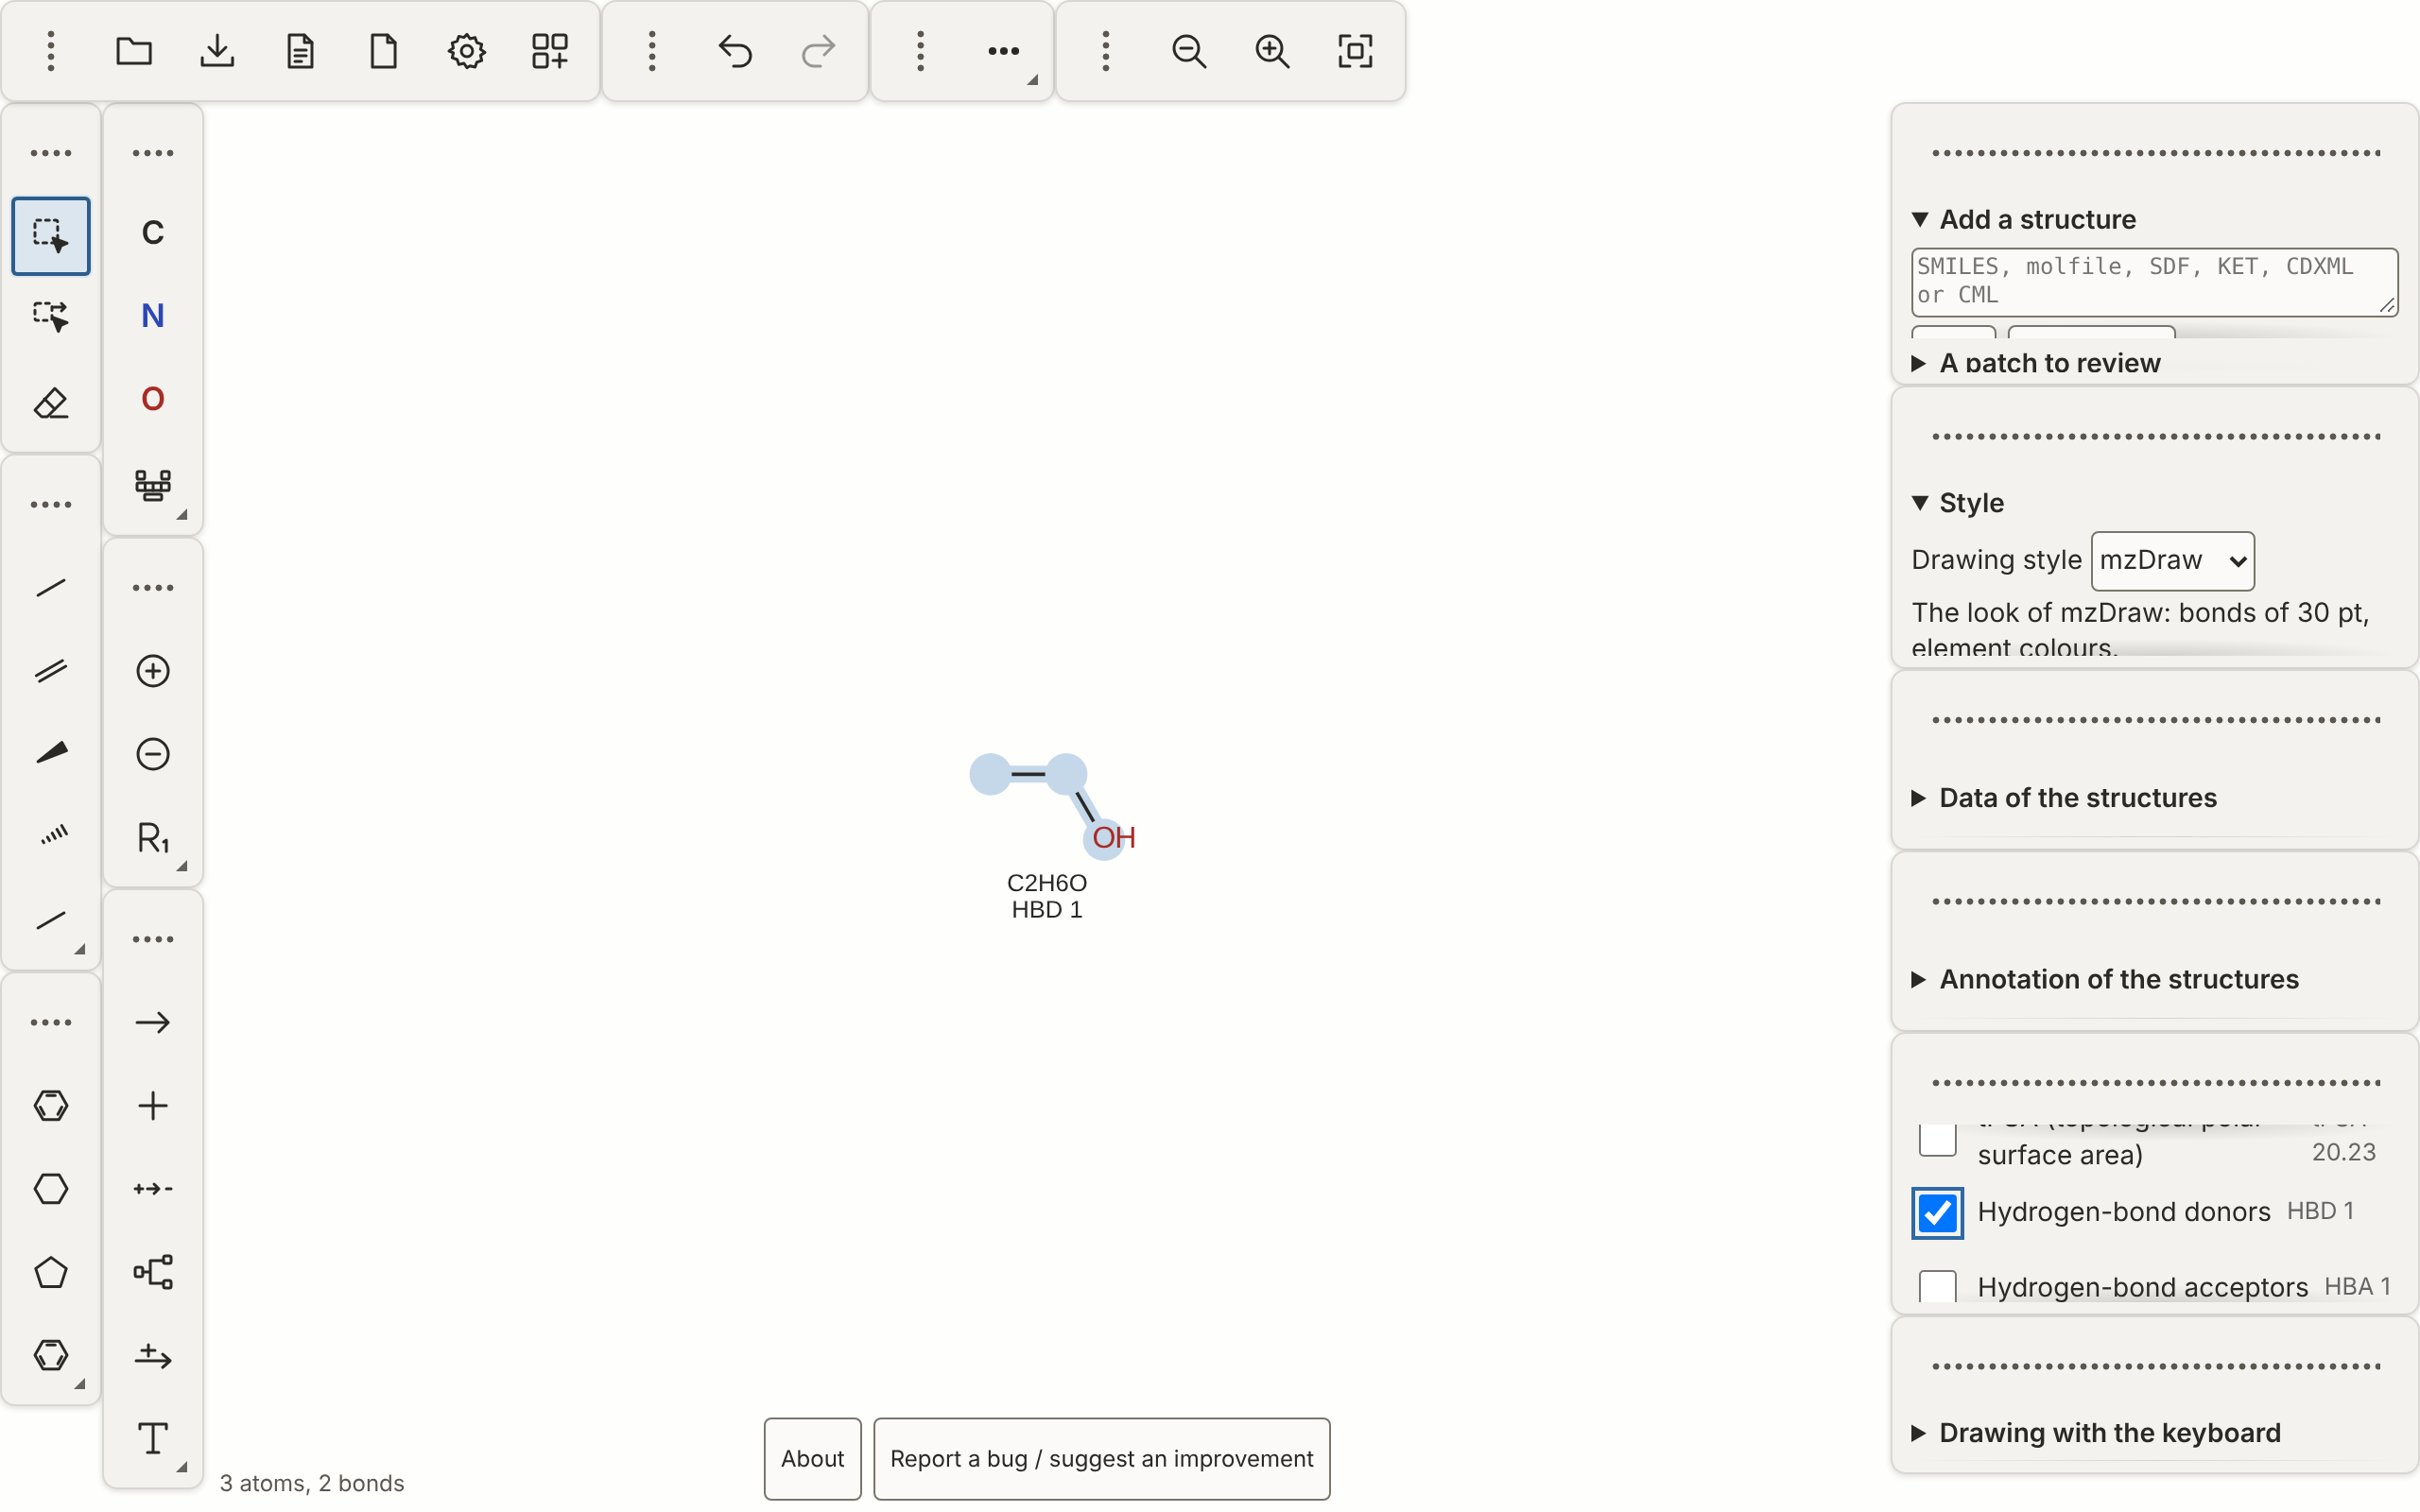 C
N
O
R1
T
OH
C2H6O
HBD 1
3 atoms, 2 bonds
About
Report a bug / suggest an improvement
Add a structure
SMILES, molfile, SDF, KET, CDXML
or CML
A patch to review
Style
Drawing style mzDraw
The look of mzDraw: bonds of 30 pt,
element colours.
Data of the structures
Annotation of the structures
surface area) 20.23
Hydrogen-bond donors HBD 1
Hydrogen-bond acceptors HBA 1
Drawing with the keyboard